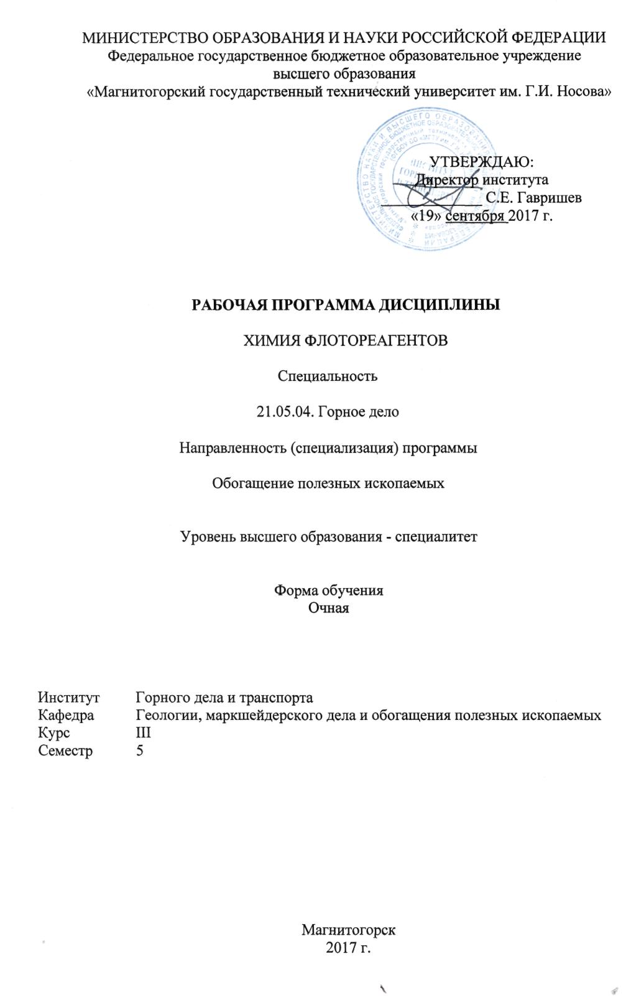 МИНИСТЕРСТВО ОБРАЗОВАНИЯ И НАУКИ РОССИЙСКОЙ ФЕДЕРАЦИИ
Федеральное государственное бюджетное образовательное учреждение
высшего образования
«Магнитогорский государственный технический университет им. Г.И. Носова»
УТВЕРЖДАЮ:
Директор института
С.Е. Гавришев
«19» сентября 2017 г.
РАБОЧАЯ ПРОГРАММА ДИСЦИПЛИНЫ
ХИМИЯ ФЛОТОРЕАГЕНТОВ
Специальность
21.05.04. Горное дело
Направленность (специализация) программы
Обогащение полезных ископаемых
Уровень высшего образования - специалитет
Форма обучения
Очная
Институт Горного дела и транспорта
Кафедра Геологии, маркшейдерского дела и обогащения полезных ископаемых
Курс III
Семестр 5
Магнитогорск
2017 г.